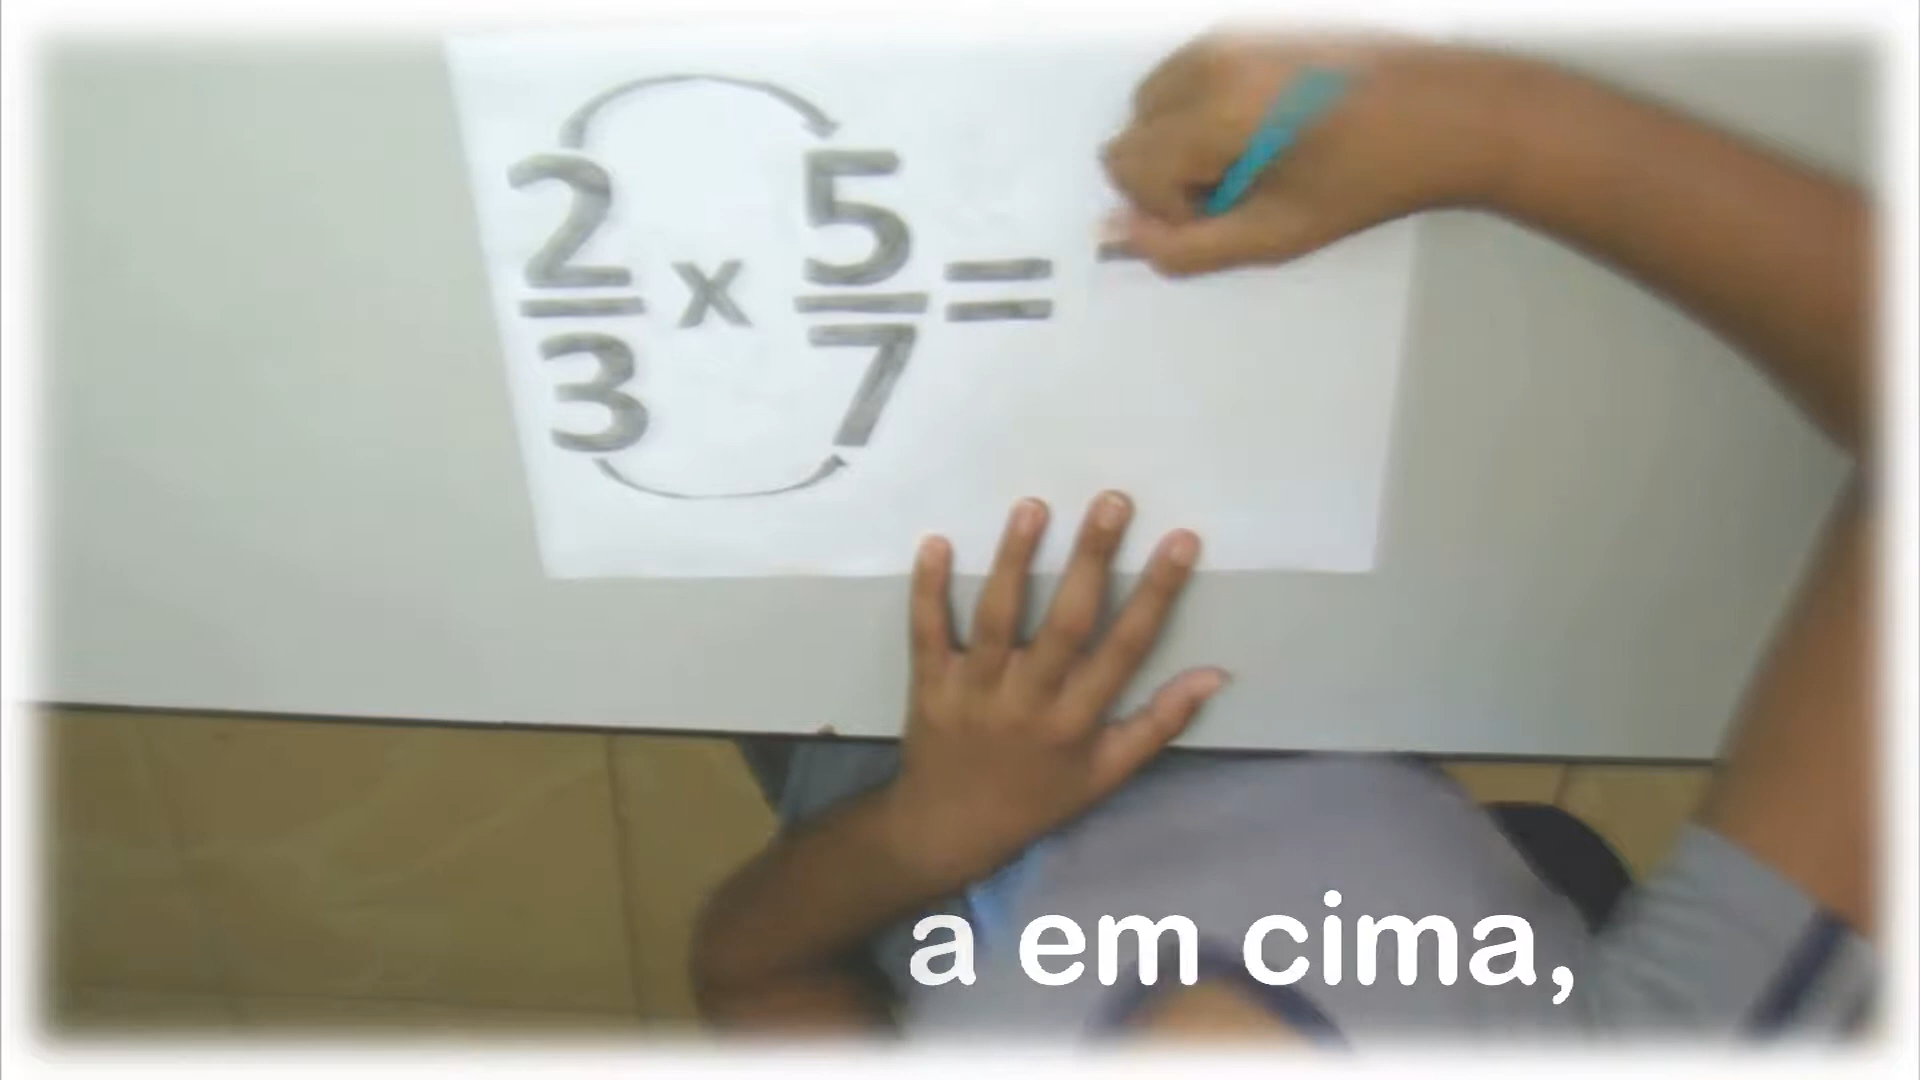 2/3 x 5/7 =
a em cima,